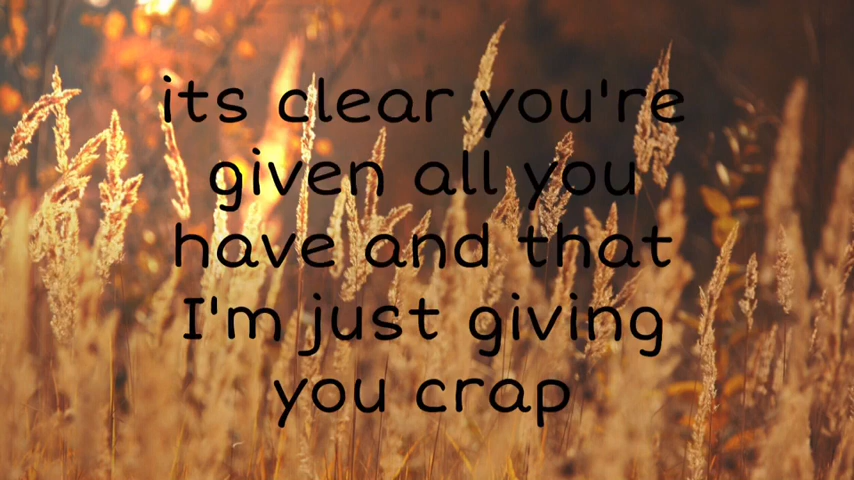 its clear you're
given all you
have and that
I'm just giving
you crap